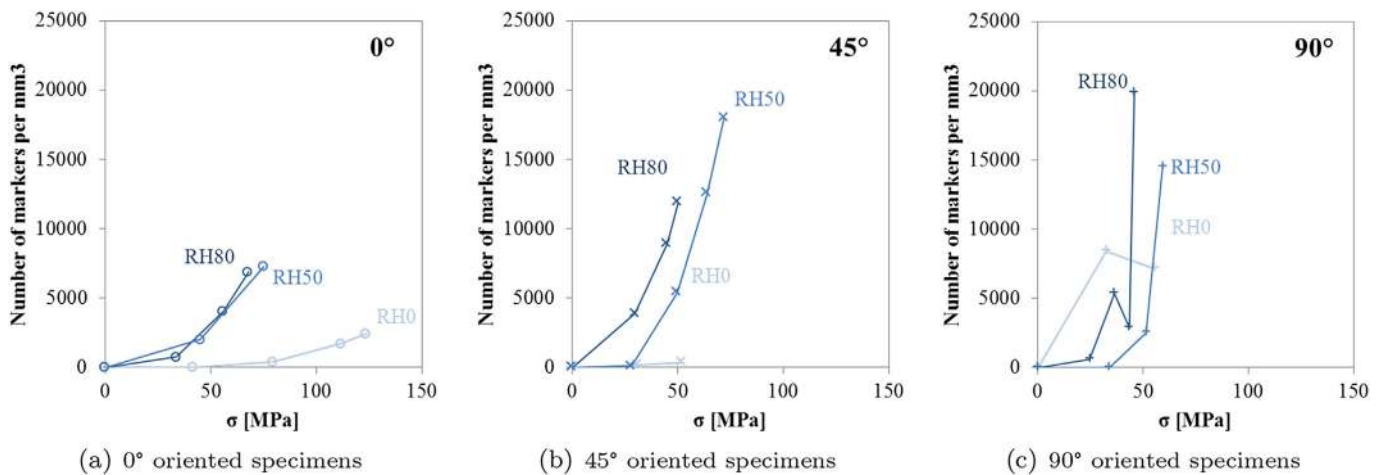 Number of markers per mm3
25000
20000
15000
10000
5000
0
0°
RH80
RH50
RH0
0
50
100
150
σ [MPa]
(a) 0° oriented specimens
Number of markers per mm3
25000
20000
15000
10000
5000
0
45°
RH50
RH80
RH0
0
50
100
150
σ [MPa]
(b) 45° oriented specimens
Number of markers per mm3
25000
20000
15000
10000
5000
0
90°
RH80
RH50
RH0
0
50
100
150
σ [MPa]
(c) 90° oriented specimens